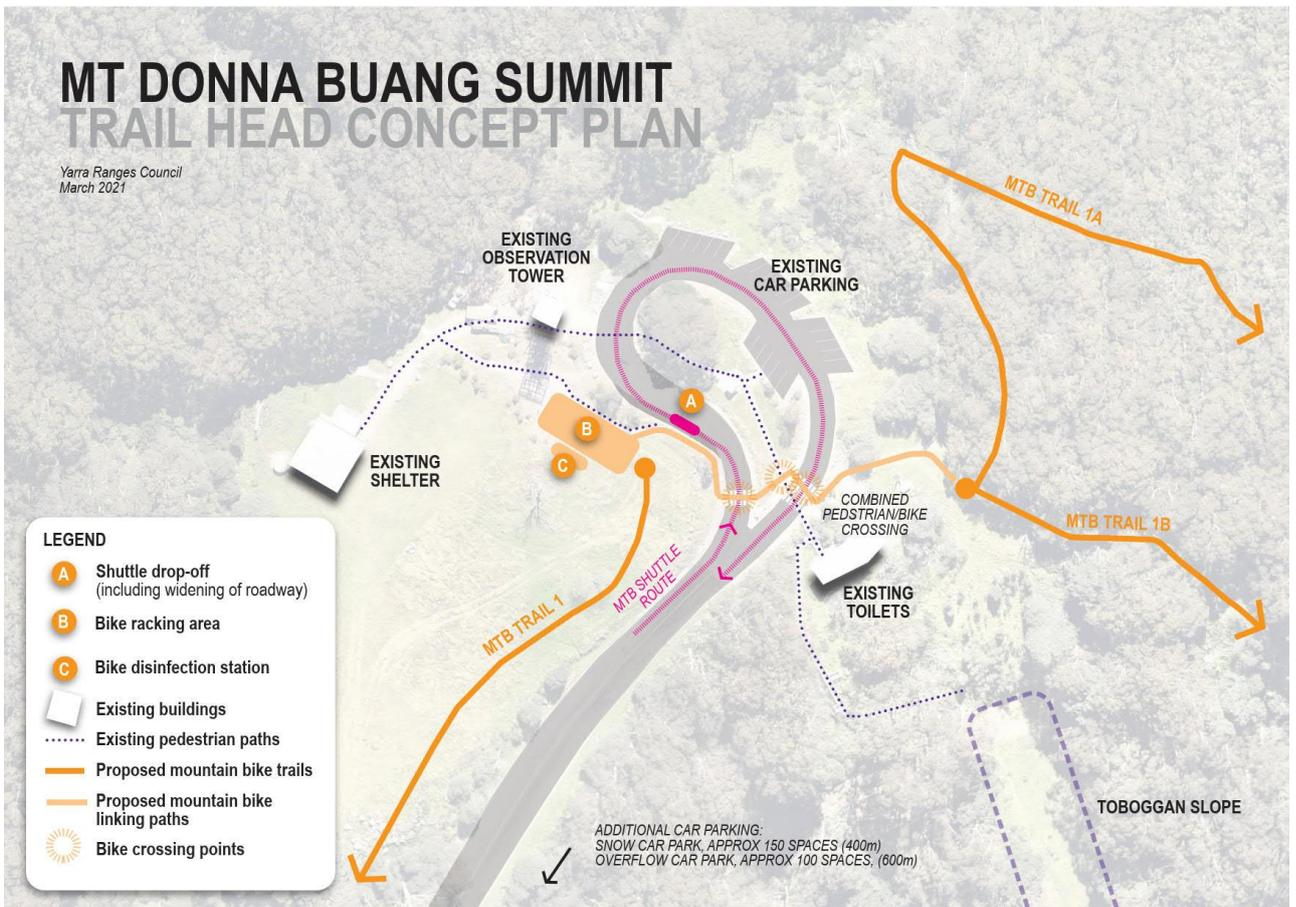 MT DONNA BUANG SUMMIT
TRAIL HEAD CONCEPT PLAN
Yarra Ranges Council
March 2021
MTB TRAIL 1A
EXISTING
OBSERVATION
TOWER
EXISTING
CAR PARKING
A
B
C
EXISTING
SHELTER
COMBINED
PEDSTRIAN/BIKE
CROSSING
MTB TRAIL 1B
MTB SHUTTLE
ROUTE
EXISTING
TOILETS
MTB TRAIL 1
LEGEND
A Shuttle drop-off
(including widening of roadway)
B Bike racking area
C Bike disinfection station
Existing buildings
Existing pedestrian paths
Proposed mountain bike trails
Proposed mountain bike
linking paths
Bike crossing points
TOBOGGAN SLOPE
ADDITIONAL CAR PARKING:
SNOW CAR PARK, APPROX 150 SPACES (400m)
OVERFLOW CAR PARK, APPROX 100 SPACES, (600m)